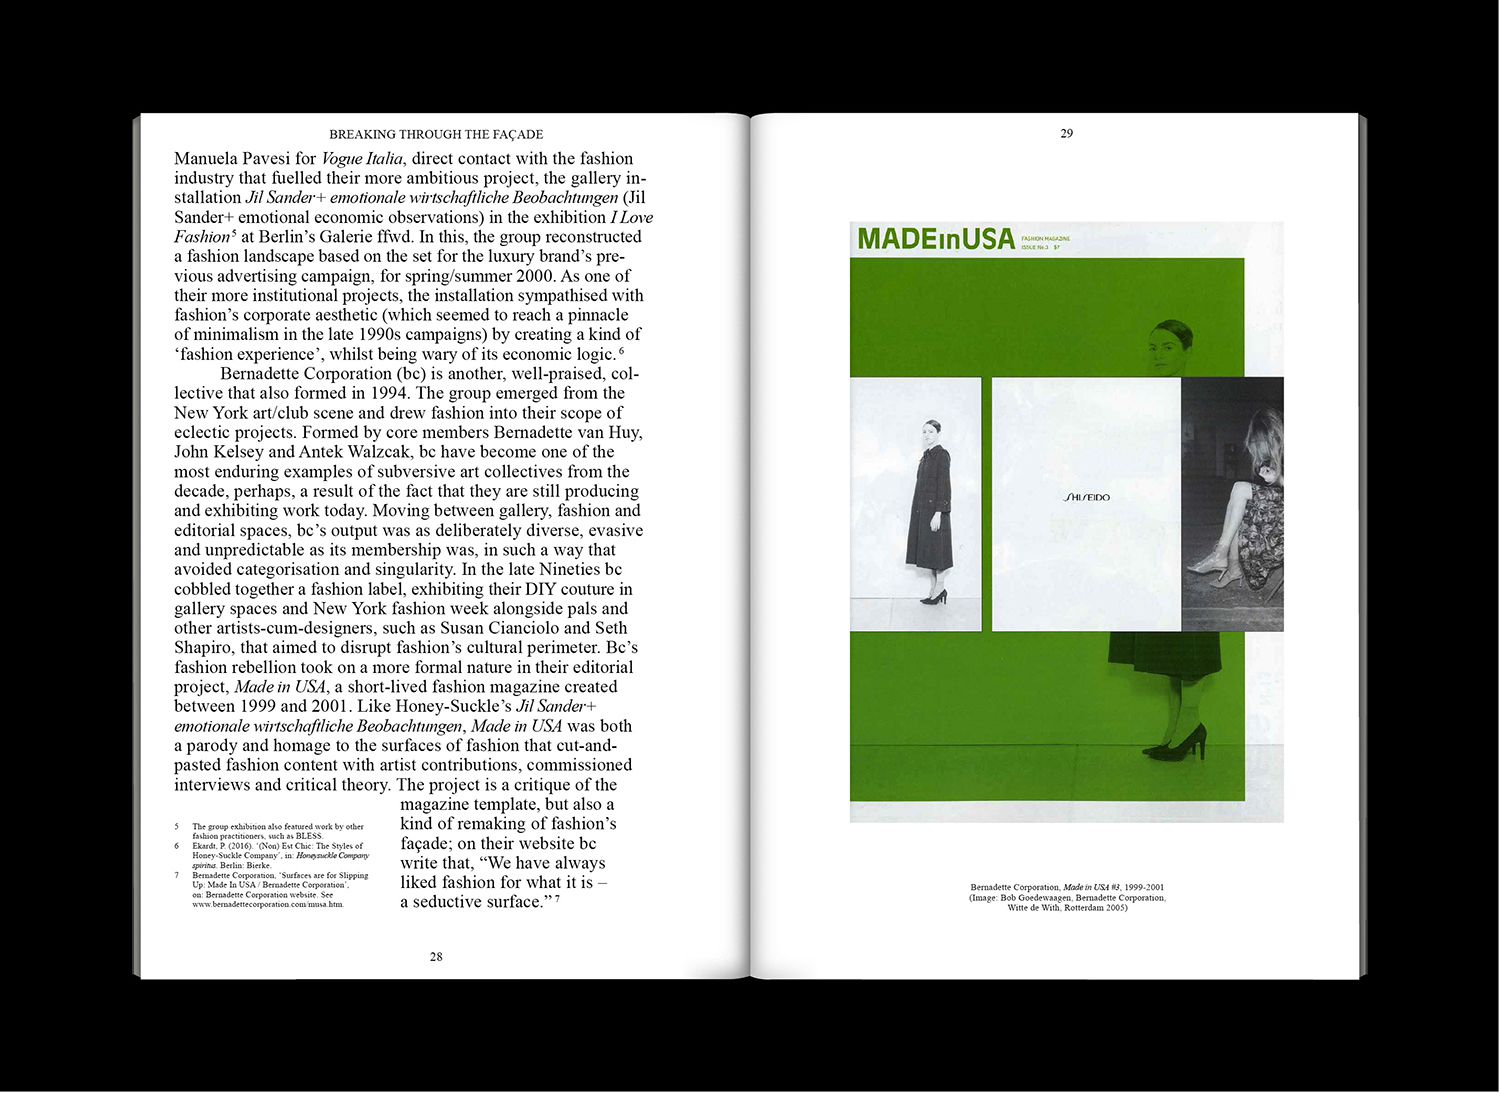 BREAKING THROUGH THE FAÇADE
Manuela Pavesi for Vogue Italia, direct contact with the fashion
industry that fuelled their more ambitious project, the gallery in-
stallation Jil Sander+ emotionale wirtschaftliche Beobachtungen (Jil
Sander+ emotional economic observations) in the exhibition I Love
Fashion⁵ at Berlin’s Galerie ffwd. In this, the group reconstructed
a fashion landscape based on the set for the luxury brand’s pre-
vious advertising campaign, for spring/summer 2000. As one of
their more institutional projects, the installation sympathised with
fashion’s corporate aesthetic (which seemed to reach a pinnacle
of minimalism in the late 1990s campaigns) by creating a kind of
‘fashion experience’, whilst being wary of its economic logic.⁶
Bernadette Corporation (bc) is another, well-praised, col-
lective that also formed in 1994. The group emerged from the
New York art/club scene and drew fashion into their scope of
eclectic projects. Formed by core members Bernadette van Huy,
John Kelsey and Antek Walzcak, bc have become one of the
most enduring examples of subversive art collectives from the
decade, perhaps, a result of the fact that they are still producing
and exhibiting work today. Moving between gallery, fashion and
editorial spaces, bc’s output was as deliberately diverse, evasive
and unpredictable as its membership was, in such a way that
avoided categorisation and singularity. In the late Nineties bc
cobbled together a fashion label, exhibiting their DIY couture in
gallery spaces and New York fashion week alongside pals and
other artists-cum-designers, such as Susan Cianciolo and Seth
Shapiro, that aimed to disrupt fashion’s cultural perimeter. Bc’s
fashion rebellion took on a more formal nature in their editorial
project, Made in USA, a short-lived fashion magazine created
between 1999 and 2001. Like Honey-Suckle’s Jil Sander+
emotionale wirtschaftliche Beobachtungen, Made in USA was both
a parody and homage to the surfaces of fashion that cut-and-
pasted fashion content with artist contributions, commissioned
interviews and critical theory. The project is a critique of the
magazine template, but also a
kind of remaking of fashion’s
façade; on their website bc
write that, “We have always
liked fashion for what it is –
a seductive surface.”⁷
5 The group exhibition also featured work by other
fashion practitioners, such as BLESS.
6 Ekardt, P. (2016). ‘(Non) Est Chic: The Styles of
Honey-Suckle Company’, in: Honeysuckle Company
spiritus. Berlin: Bierke.
7 Bernadette Corporation, ‘Surfaces are for Slipping
Up: Made In USA / Bernadette Corporation’,
on: Bernadette Corporation website. See
www.bernadettecorporation.com/musa.htm.
28
29
MADEinUSA
FASHION MAGAZINE
ISSUE No.3 $7
SHISEIDO
Bernadette Corporation, Made in USA #3, 1999-2001
(Image: Bob Goedewaagen, Bernadette Corporation,
Witte de With, Rotterdam 2005)